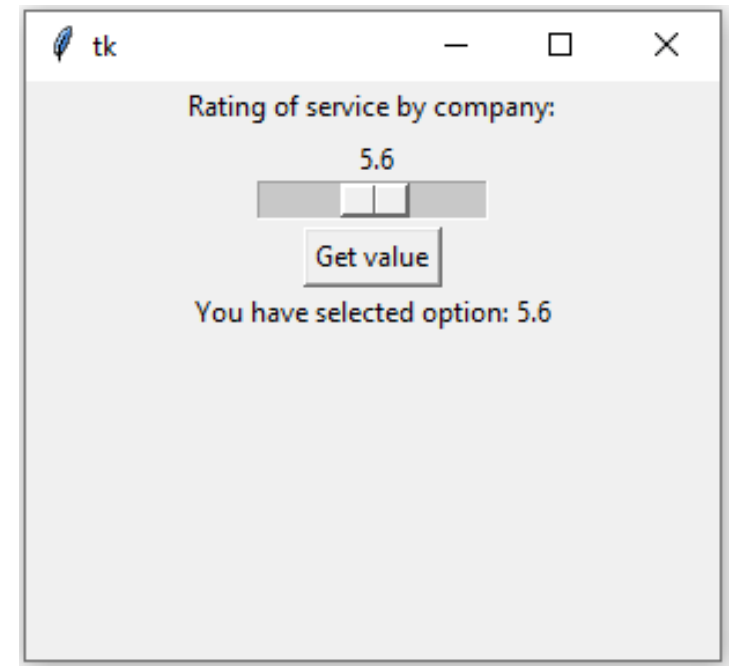 tk
Rating of service by company:
5.6
Get value
You have selected option: 5.6